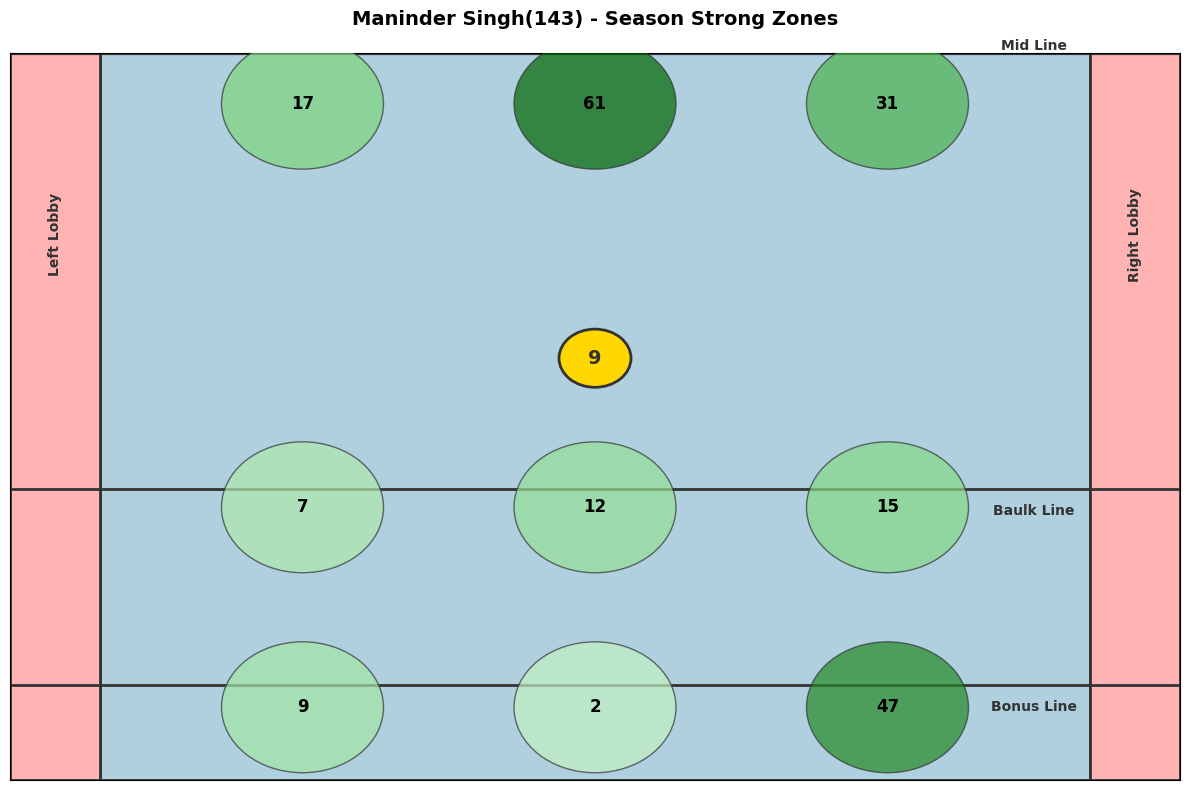 Maninder Singh(143) - Season Strong Zones
Mid Line
17
61
31
Left Lobby
Right Lobby
9
7
12
15
Baulk Line
9
2
47
Bonus Line